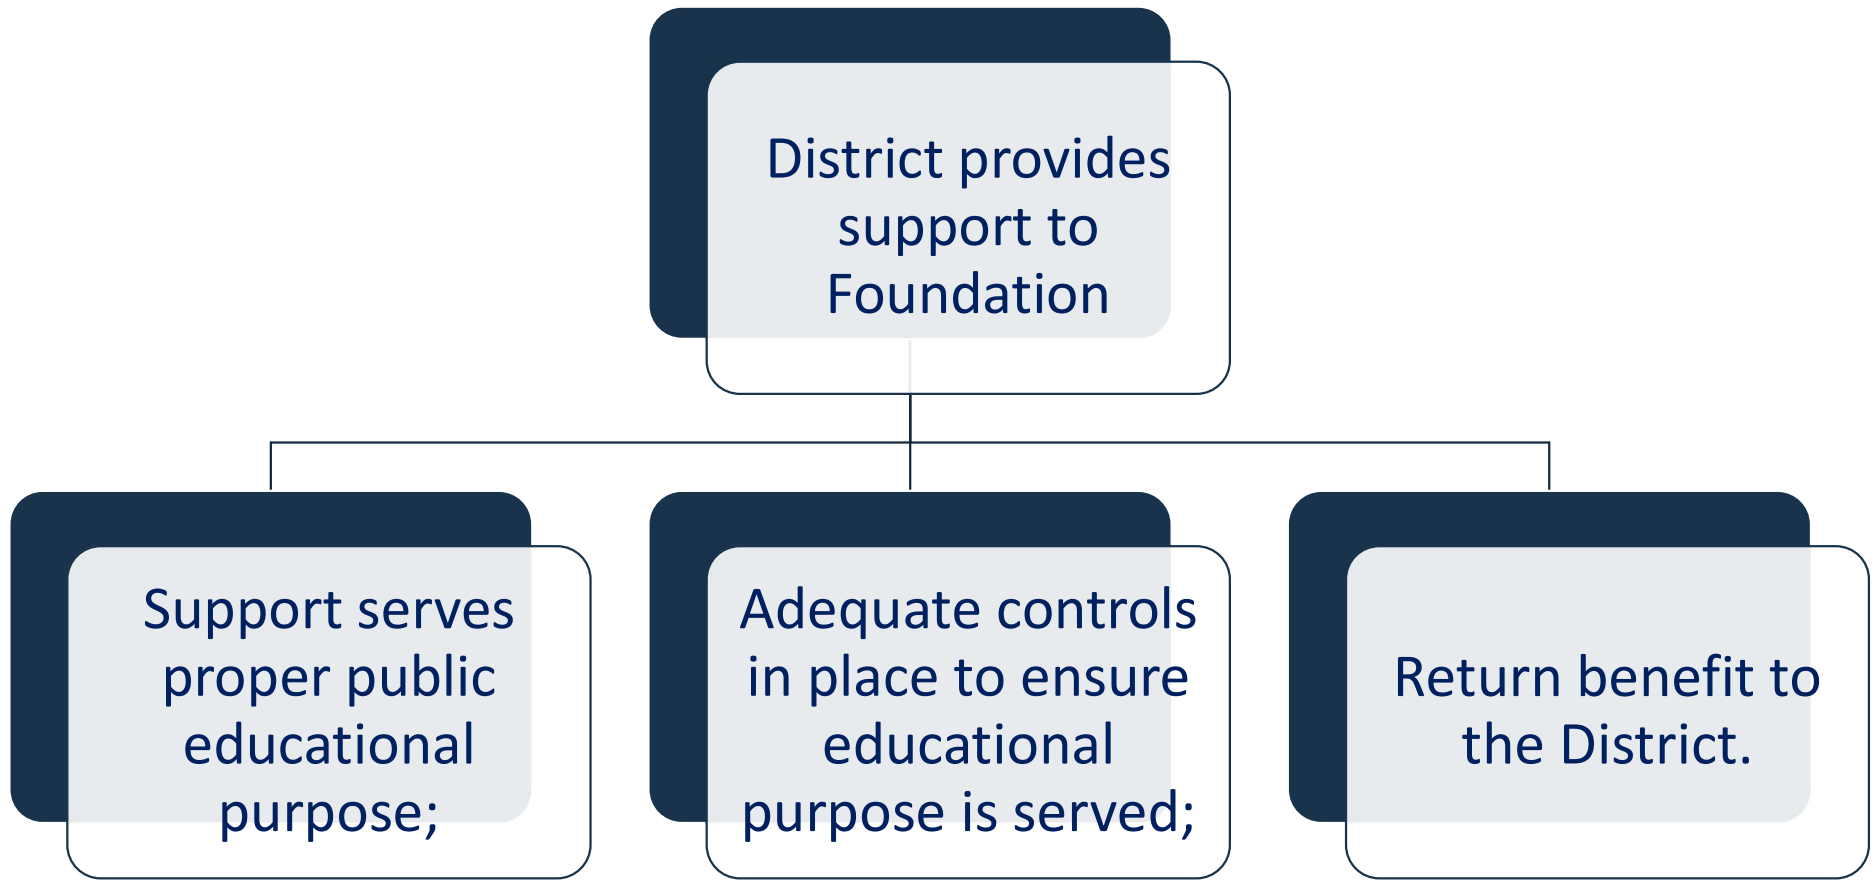 District provides
support to
Foundation
Support serves
proper public
educational
purpose;
Adequate controls
in place to ensure
educational
purpose is served;
Return benefit to
the District.